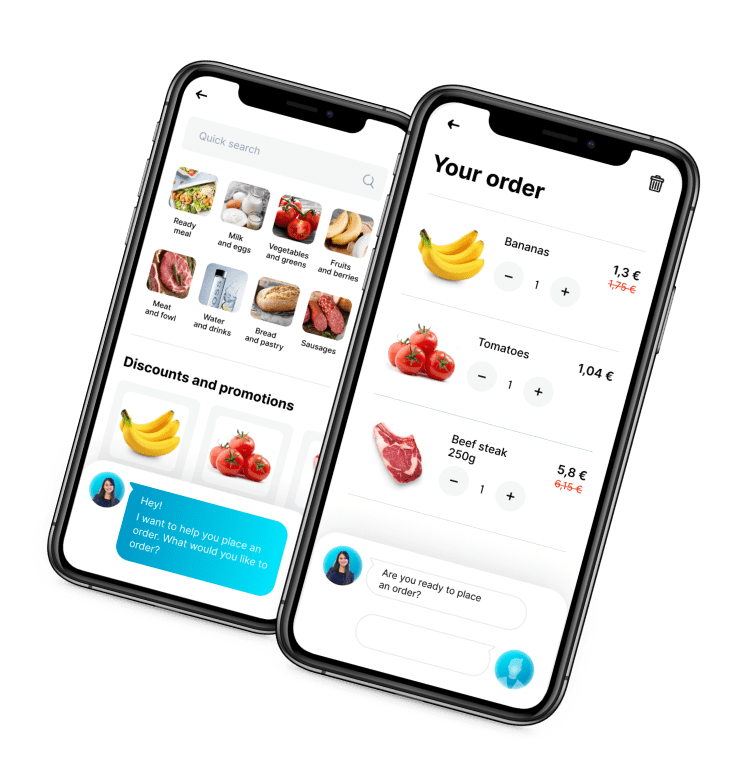 Quick search
Ready
meal
Milk
and eggs
Vegetables
and greens
Fruits
and berries
Meat
and fowl
Water
and drinks
Bread
and pastry
Sausages
Discounts and promotions
Hey!
I want to help you place an
order. What would you like to
order?
Your order
Bananas
1
1,3 €
1,75 €
Tomatoes
1
1,04 €
Beef steak
250g
1
5,8 €
6,15 €
Are you ready to place
an order?